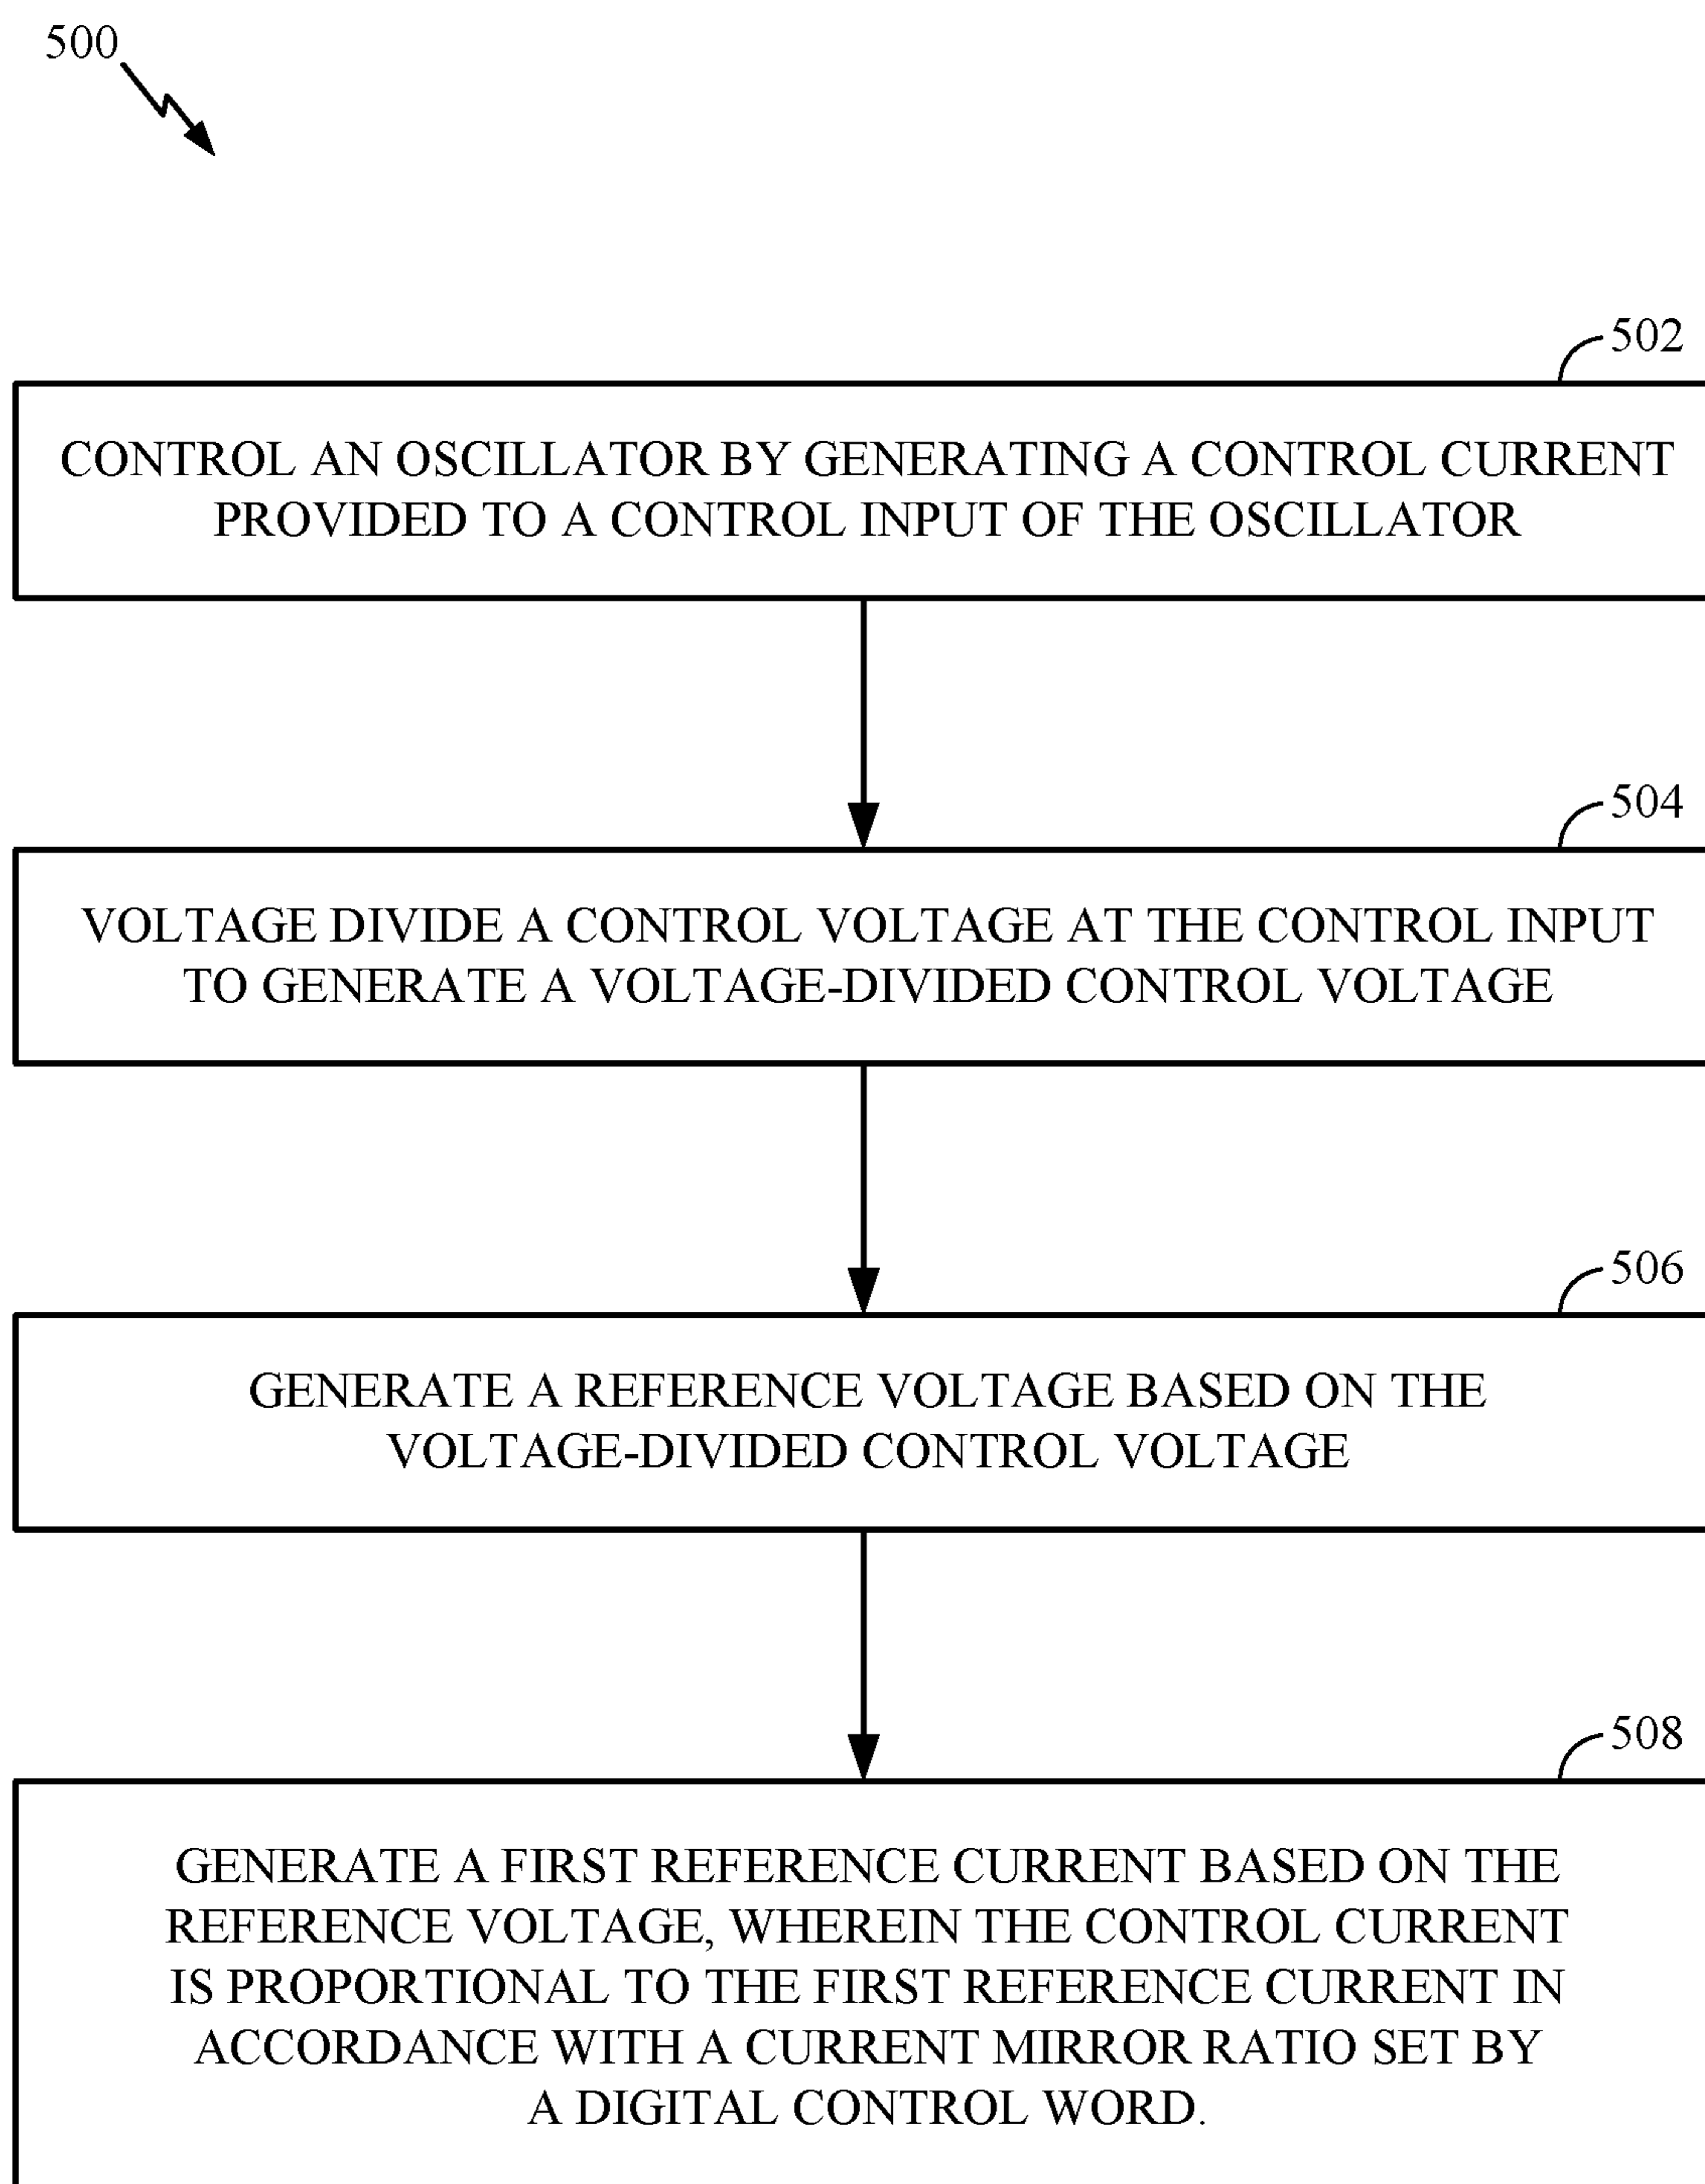 500
502
CONTROL AN OSCILLATOR BY GENERATING A CONTROL CURRENT
PROVIDED TO A CONTROL INPUT OF THE OSCILLATOR
504
VOLTAGE DIVIDE A CONTROL VOLTAGE AT THE CONTROL INPUT
TO GENERATE A VOLTAGE-DIVIDED CONTROL VOLTAGE
506
GENERATE A REFERENCE VOLTAGE BASED ON THE
VOLTAGE-DIVIDED CONTROL VOLTAGE
508
GENERATE A FIRST REFERENCE CURRENT BASED ON THE
REFERENCE VOLTAGE, WHEREIN THE CONTROL CURRENT
IS PROPORTIONAL TO THE FIRST REFERENCE CURRENT IN
ACCORDANCE WITH A CURRENT MIRROR RATIO SET BY
A DIGITAL CONTROL WORD.